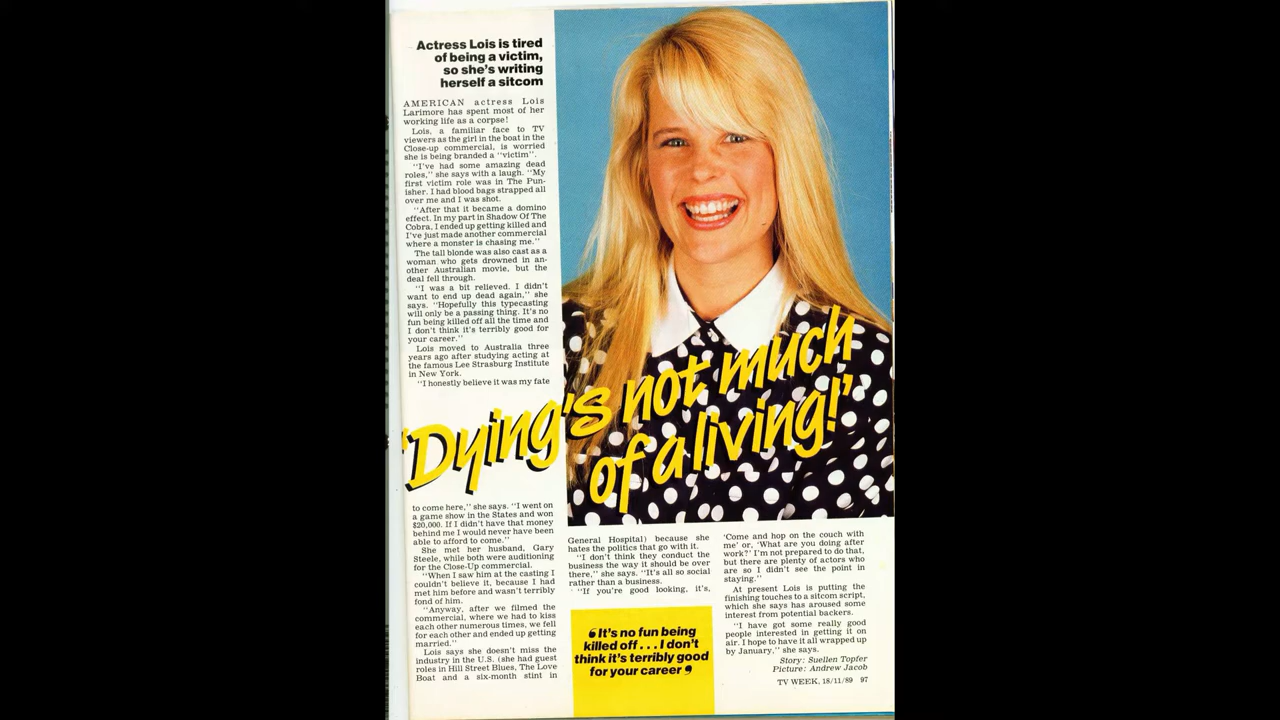 Actress Lois is tired
of being a victim,
so she's writing
herself a sitcom
AMERICAN actress Lois
Larimore has spent most of her
working life as a corpse!
Lois, a familiar face to TV
viewers as the girl in the boat in the
Close-up commercial, is worried
she is being branded a "victim".
"I've had some amazing dead
roles," she says with a laugh. "My
first victim role was in The Pun-
isher. I had blood bags strapped all
over me and I was shot.
"After that it became a domino
effect. In my part in Shadow Of The
Cobra, I ended up getting killed and
I've just made another commercial
where a monster is chasing me."
The tall blonde was also cast as a
woman who gets drowned in an-
other Australian movie, but the
deal fell through.
"I was a bit relieved. I didn't
want to end up dead again," she
says. "Hopefully this typecasting
will only be a passing thing. It's no
fun being killed off all the time and
I don't think it's terribly good for
your career."
Lois moved to Australia three
years ago after studying acting at
the famous Lee Strasburg Institute
in New York.
"I honestly believe it was my fate
'Dying's not much
of a living!'
to come here," she says. "I went on
a game show in the States and won
$20,000. If I didn't have that money
behind me I would never have been
able to afford to come."
She met her husband, Gary
Steele, while both were auditioning
for the Close-Up commercial.
"When I saw him at the casting I
couldn't believe it, because I had
met him before and wasn't terribly
fond of him.
"Anyway, after we filmed the
commercial, where we had to kiss
each other numerous times, we fell
for each other and ended up getting
married."
Lois says she doesn't miss the
industry in the U.S. (she had guest
roles in Hill Street Blues, The Love
Boat and a six-month stint in
General Hospital) because she
hates the politics that go with it.
"I don't think they conduct the
business the way it should be over
there," she says. "It's all so social
rather than a business.
"If you're good looking, it's,
'It's no fun being
killed off . . . I don't
think it's terribly good
for your career'
'Come and hop on the couch with
me' or, 'What are you doing after
work?' I'm not prepared to do that,
but there are plenty of actors who
are so I didn't see the point in
staying."
At present Lois is putting the
finishing touches to a sitcom script,
which she says has aroused some
interest from potential backers.
"I have got some really good
people interested in getting it on
air. I hope to have it all wrapped up
by January," she says.
Story: Suellen Topfer
Picture: Andrew Jacob
TV WEEK, 18/11/89 97